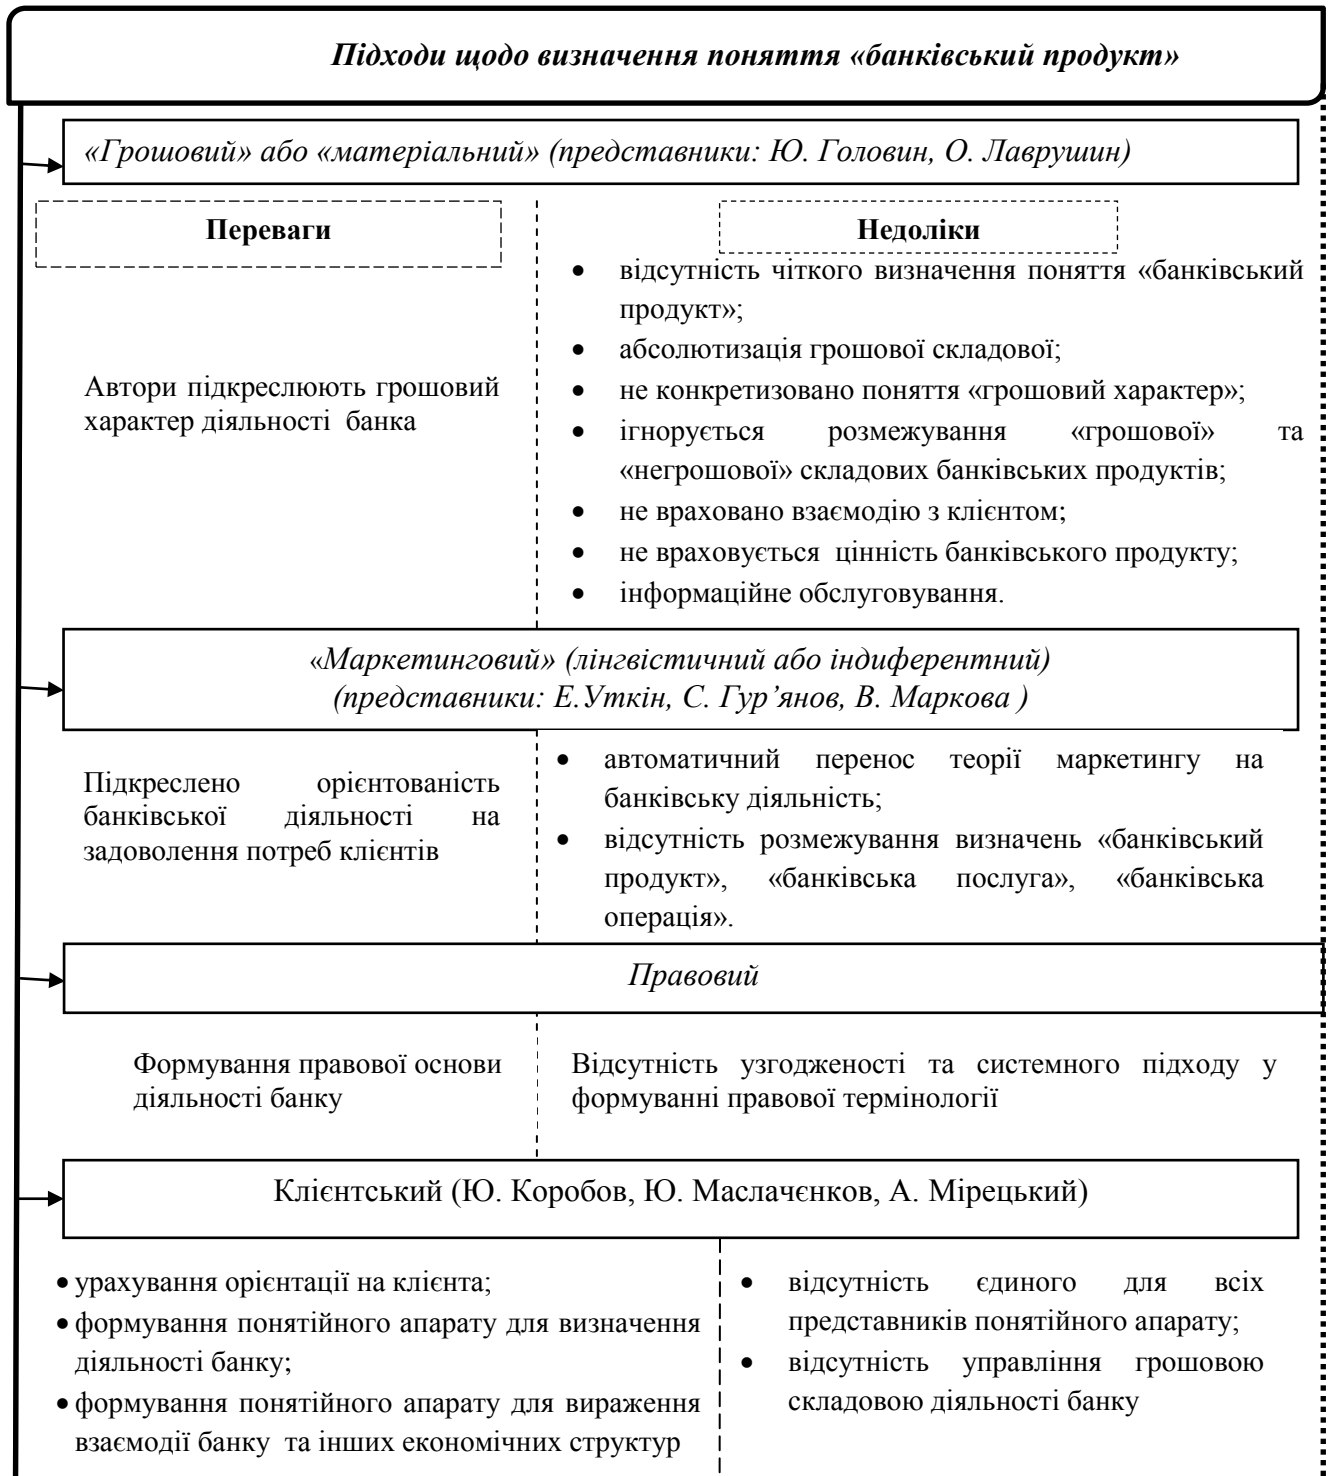 Підходи щодо визначення поняття «банківський продукт»
«Грошовий» або «матеріальний» (представники: Ю. Головин, О. Лаврушин)
Переваги
Недоліки
Автори підкреслюють грошовий
характер діяльності банка
• відсутність чіткого визначення поняття «банківський
продукт»;
• абсолютизація грошової складової;
• не конкретизовано поняття «грошовий характер»;
• ігнорується розмежування «грошової» та
«негрошової» складових банківських продуктів;
• не враховано взаємодію з клієнтом;
• не враховується цінність банківського продукту;
• інформаційне обслуговування.
«Маркетинговий» (лінгвістичний або індиферентний)
(представники: Е.Уткін, С. Гур’янов, В. Маркова )
Підкреслено орієнтованість
банківської діяльності на
задоволення потреб клієнтів
• автоматичний перенос теорії маркетингу на
банківську діяльність;
• відсутність розмежування визначень «банківський
продукт», «банківська послуга», «банківська
операція».
Правовий
Формування правової основи
діяльності банку
Відсутність узгодженості та системного підходу у
формуванні правової термінології
Клієнтський (Ю. Коробов, Ю. Маслачєнков, А. Мірецький)
• урахування орієнтації на клієнта;
• формування понятійного апарату для визначення
діяльності банку;
• формування понятійного апарату для вираження
взаємодії банку та інших економічних структур
• відсутність єдиного для всіх
представників понятійного апарату;
• відсутність управління грошовою
складовою діяльності банку